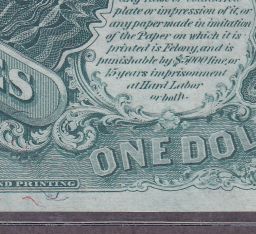 plate or impression of it, or
any paper made in imitation
of the Paper on which it is
printed is Felony, and is
punishable by $5000 fine, or
15 years imprisonment
at Hard Labor
or both.
ES
ONE DOL
ND PRINTING